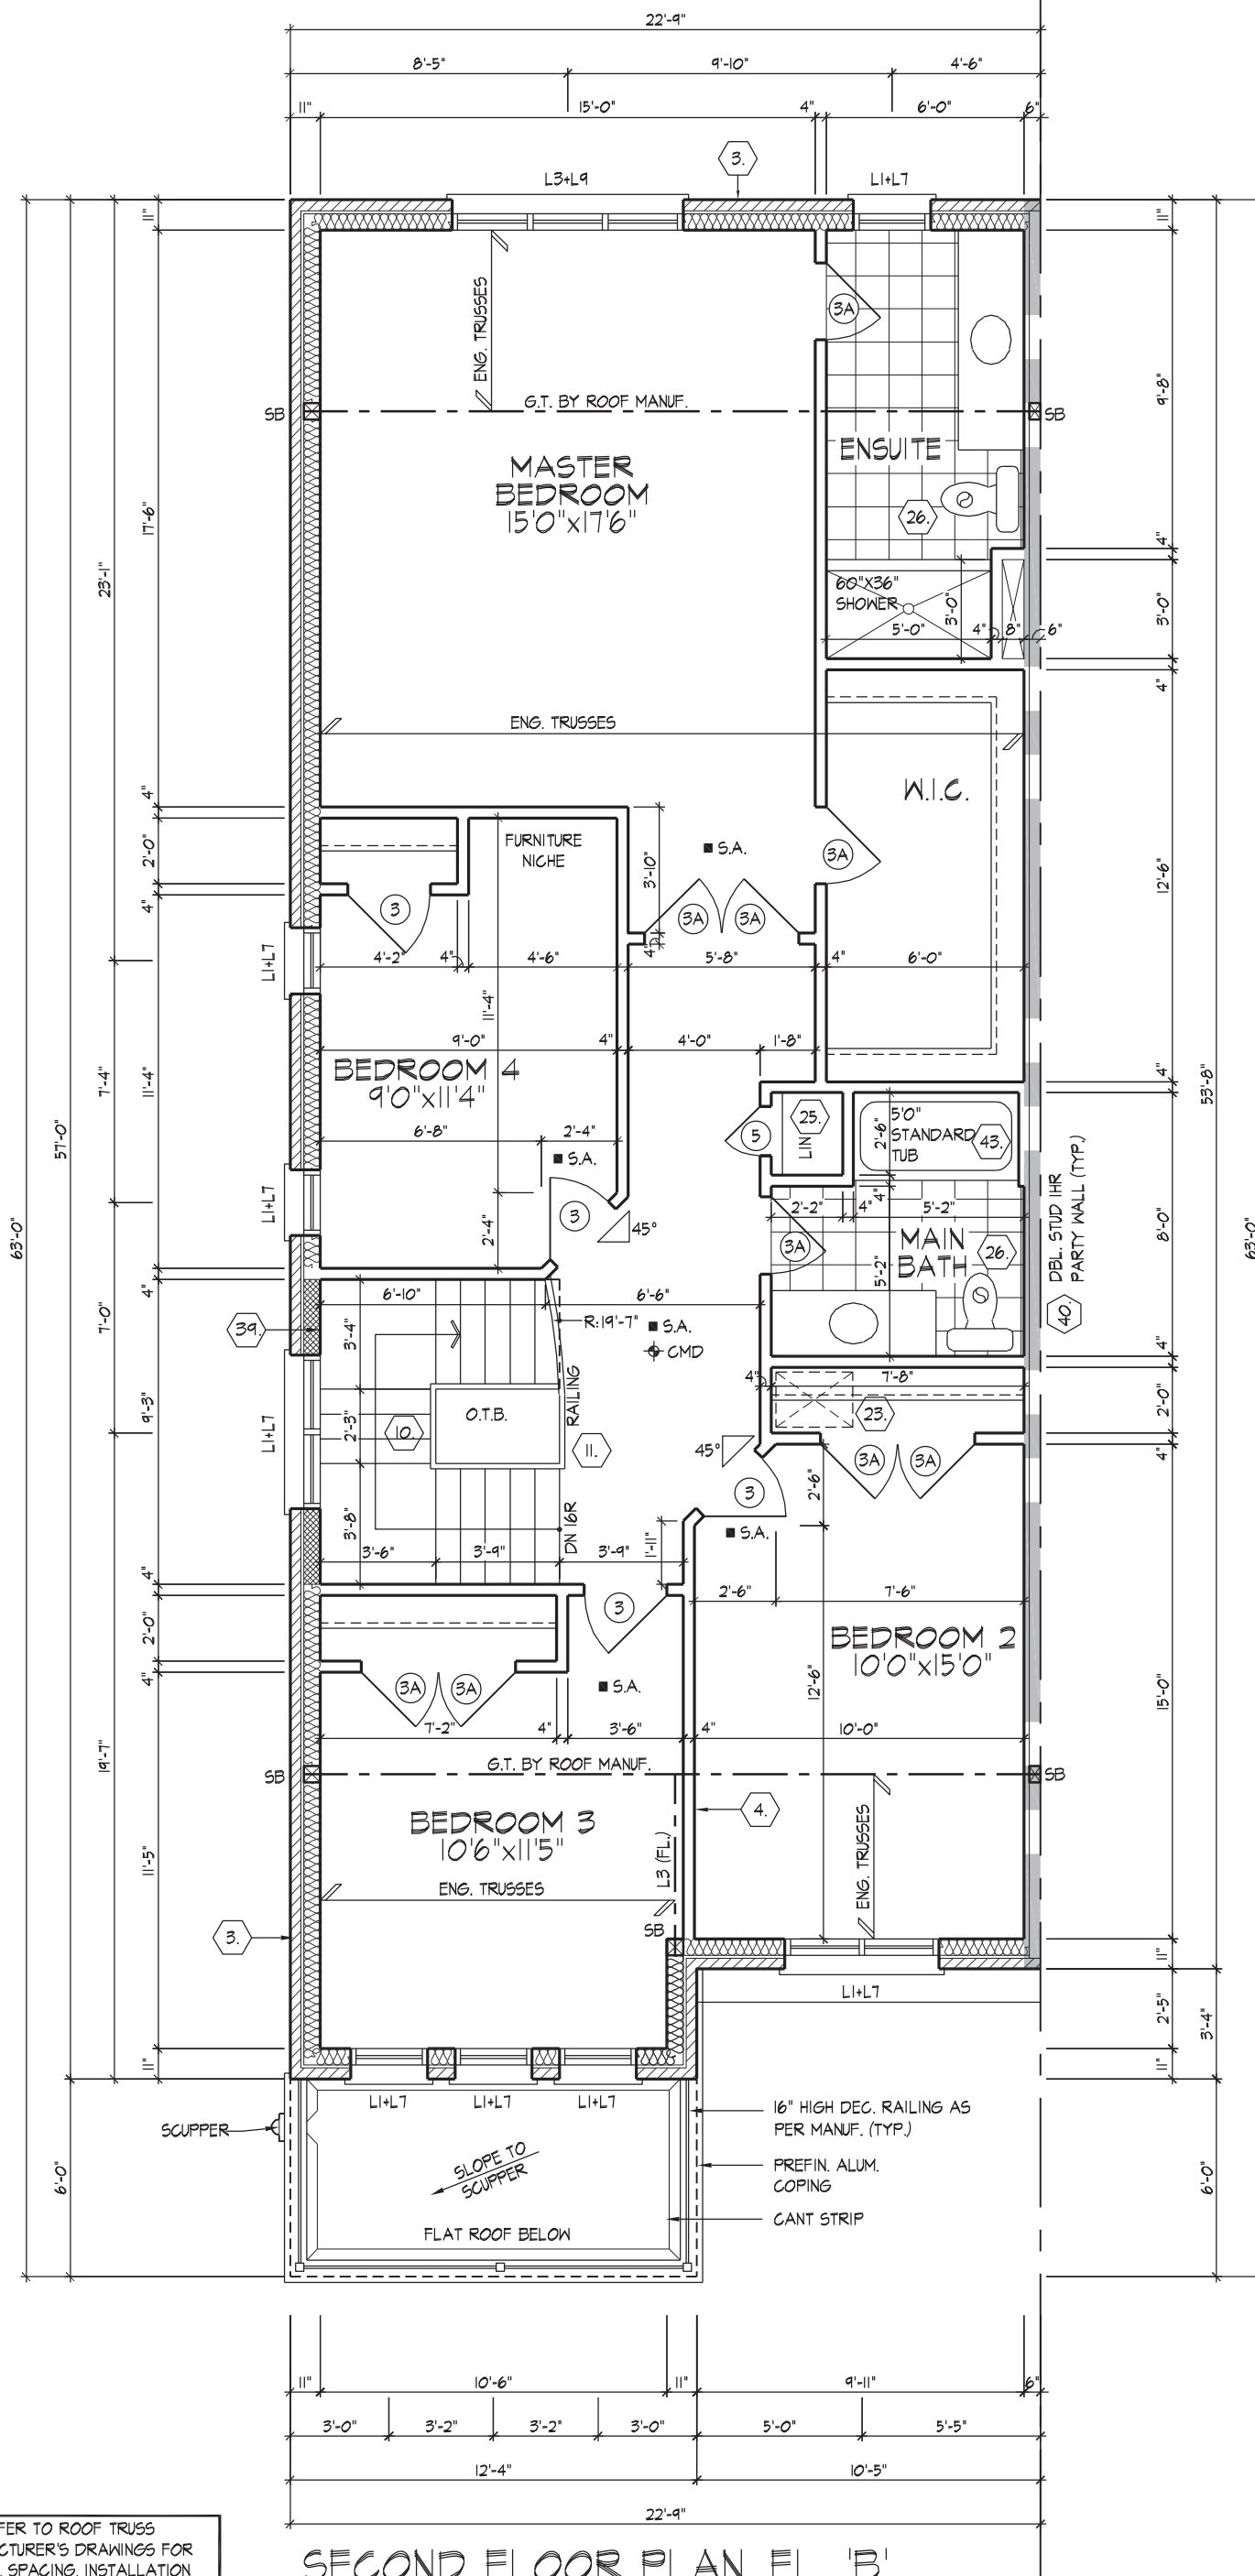 22'-9"
8'-5" 9'-10" 4'-6"
11" 15'-0" 4" 6'-0" 6"
3.
L3+L9 L1+L7
11" 11"
3A
ENG. TRUSSES
SB G.T. BY ROOF MANUF. SB
9'-8"
ENSUITE
MASTER
BEDROOM
15'0"x17'6"
26.
17'-6"
4"
23'-1"
60"X36"
SHOWER
3'-0"
5'-0" 4" 8" 6"
3'-0"
4"
ENG. TRUSSES
W.I.C.
4"
FURNITURE
NICHE
2'-0"
S.A.
3A
3'-10"
12'-6"
4"
3
3A 3A
4"
L1+L7
4'-2" 4" 4'-6" 5'-8" 4" 6'-0"
11'-4"
9'-0" 4" 4'-0" 1'-8"
BEDROOM 4
9'0"x11'4"
7'-4"
11'-4"
4"
53'-8"
57'-0"
6'-8" 2'-4"
S.A.
5
LIN
25.
2'-6"
5'0"
STANDARD
TUB
43.
DBL. STUD 1HR
PARTY WALL (TYP.)
L1+L7
3
45°
2'-4"
4"
2'-2" 4" 5'-2"
3A
MAIN
BATH
26.
5'-2"
8'-0"
63'-0"
63'-0"
4"
6'-10" 6'-6"
40.
39.
3'-4"
R:19'-7"
S.A.
CMD
7'-0"
4"
4" 7'-8"
RAILING
O.T.B.
10.
2'-3"
11.
23.
2'-0"
9'-3"
L1+L7
45°
3A 3A
4"
3
2'-6"
3'-8"
DN 16R
S.A.
3'-6" 3'-9" 3'-9" 1'-11"
4"
3
2'-6" 7'-6"
2'-0"
BEDROOM 2
10'0"x15'0"
4"
3A 3A
S.A.
12'-6"
15'-0"
7'-2" 4" 3'-6" 4" 10'-0"
19'-7"
SB G.T. BY ROOF MANUF. SB
BEDROOM 3
10'6"x11'5"
4.
L3 (FL.)
ENG. TRUSSES
11'-5"
ENG. TRUSSES
3.
SB
11"
L1+L7
2'-5"
3'-4"
11" 11"
L1+L7 L1+L7 L1+L7
16" HIGH DEC. RAILING AS
PER MANUF. (TYP.)
SCUPPER
SLOPE TO
SCUPPER
PREFIN. ALUM.
COPING
6'-0" 6'-0"
CANT STRIP
FLAT ROOF BELOW
11" 10'-6" 11" 9'-11" 6"
3'-0" 3'-2" 3'-2" 3'-0" 5'-0" 5'-5"
12'-4" 10'-5"
22'-9"
FER TO ROOF TRUSS
CTURER'S DRAWINGS FOR
SPACING, INSTALLATION
SECOND FLOOR PLAN EL. 'B'